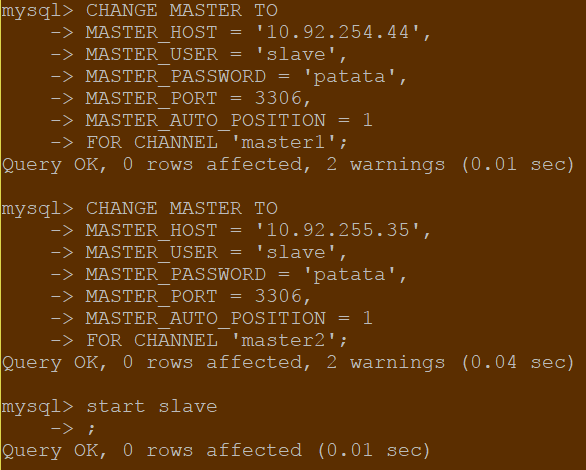 mysql> CHANGE MASTER TO
    -> MASTER_HOST = '10.92.254.44',
    -> MASTER_USER = 'slave',
    -> MASTER_PASSWORD = 'patata',
    -> MASTER_PORT = 3306,
    -> MASTER_AUTO_POSITION = 1
    -> FOR CHANNEL 'master1';
Query OK, 0 rows affected, 2 warnings (0.01 sec)

mysql> CHANGE MASTER TO
    -> MASTER_HOST = '10.92.255.35',
    -> MASTER_USER = 'slave',
    -> MASTER_PASSWORD = 'patata',
    -> MASTER_PORT = 3306,
    -> MASTER_AUTO_POSITION = 1
    -> FOR CHANNEL 'master2';
Query OK, 0 rows affected, 2 warnings (0.04 sec)

mysql> start slave
    -> ;
Query OK, 0 rows affected (0.01 sec)